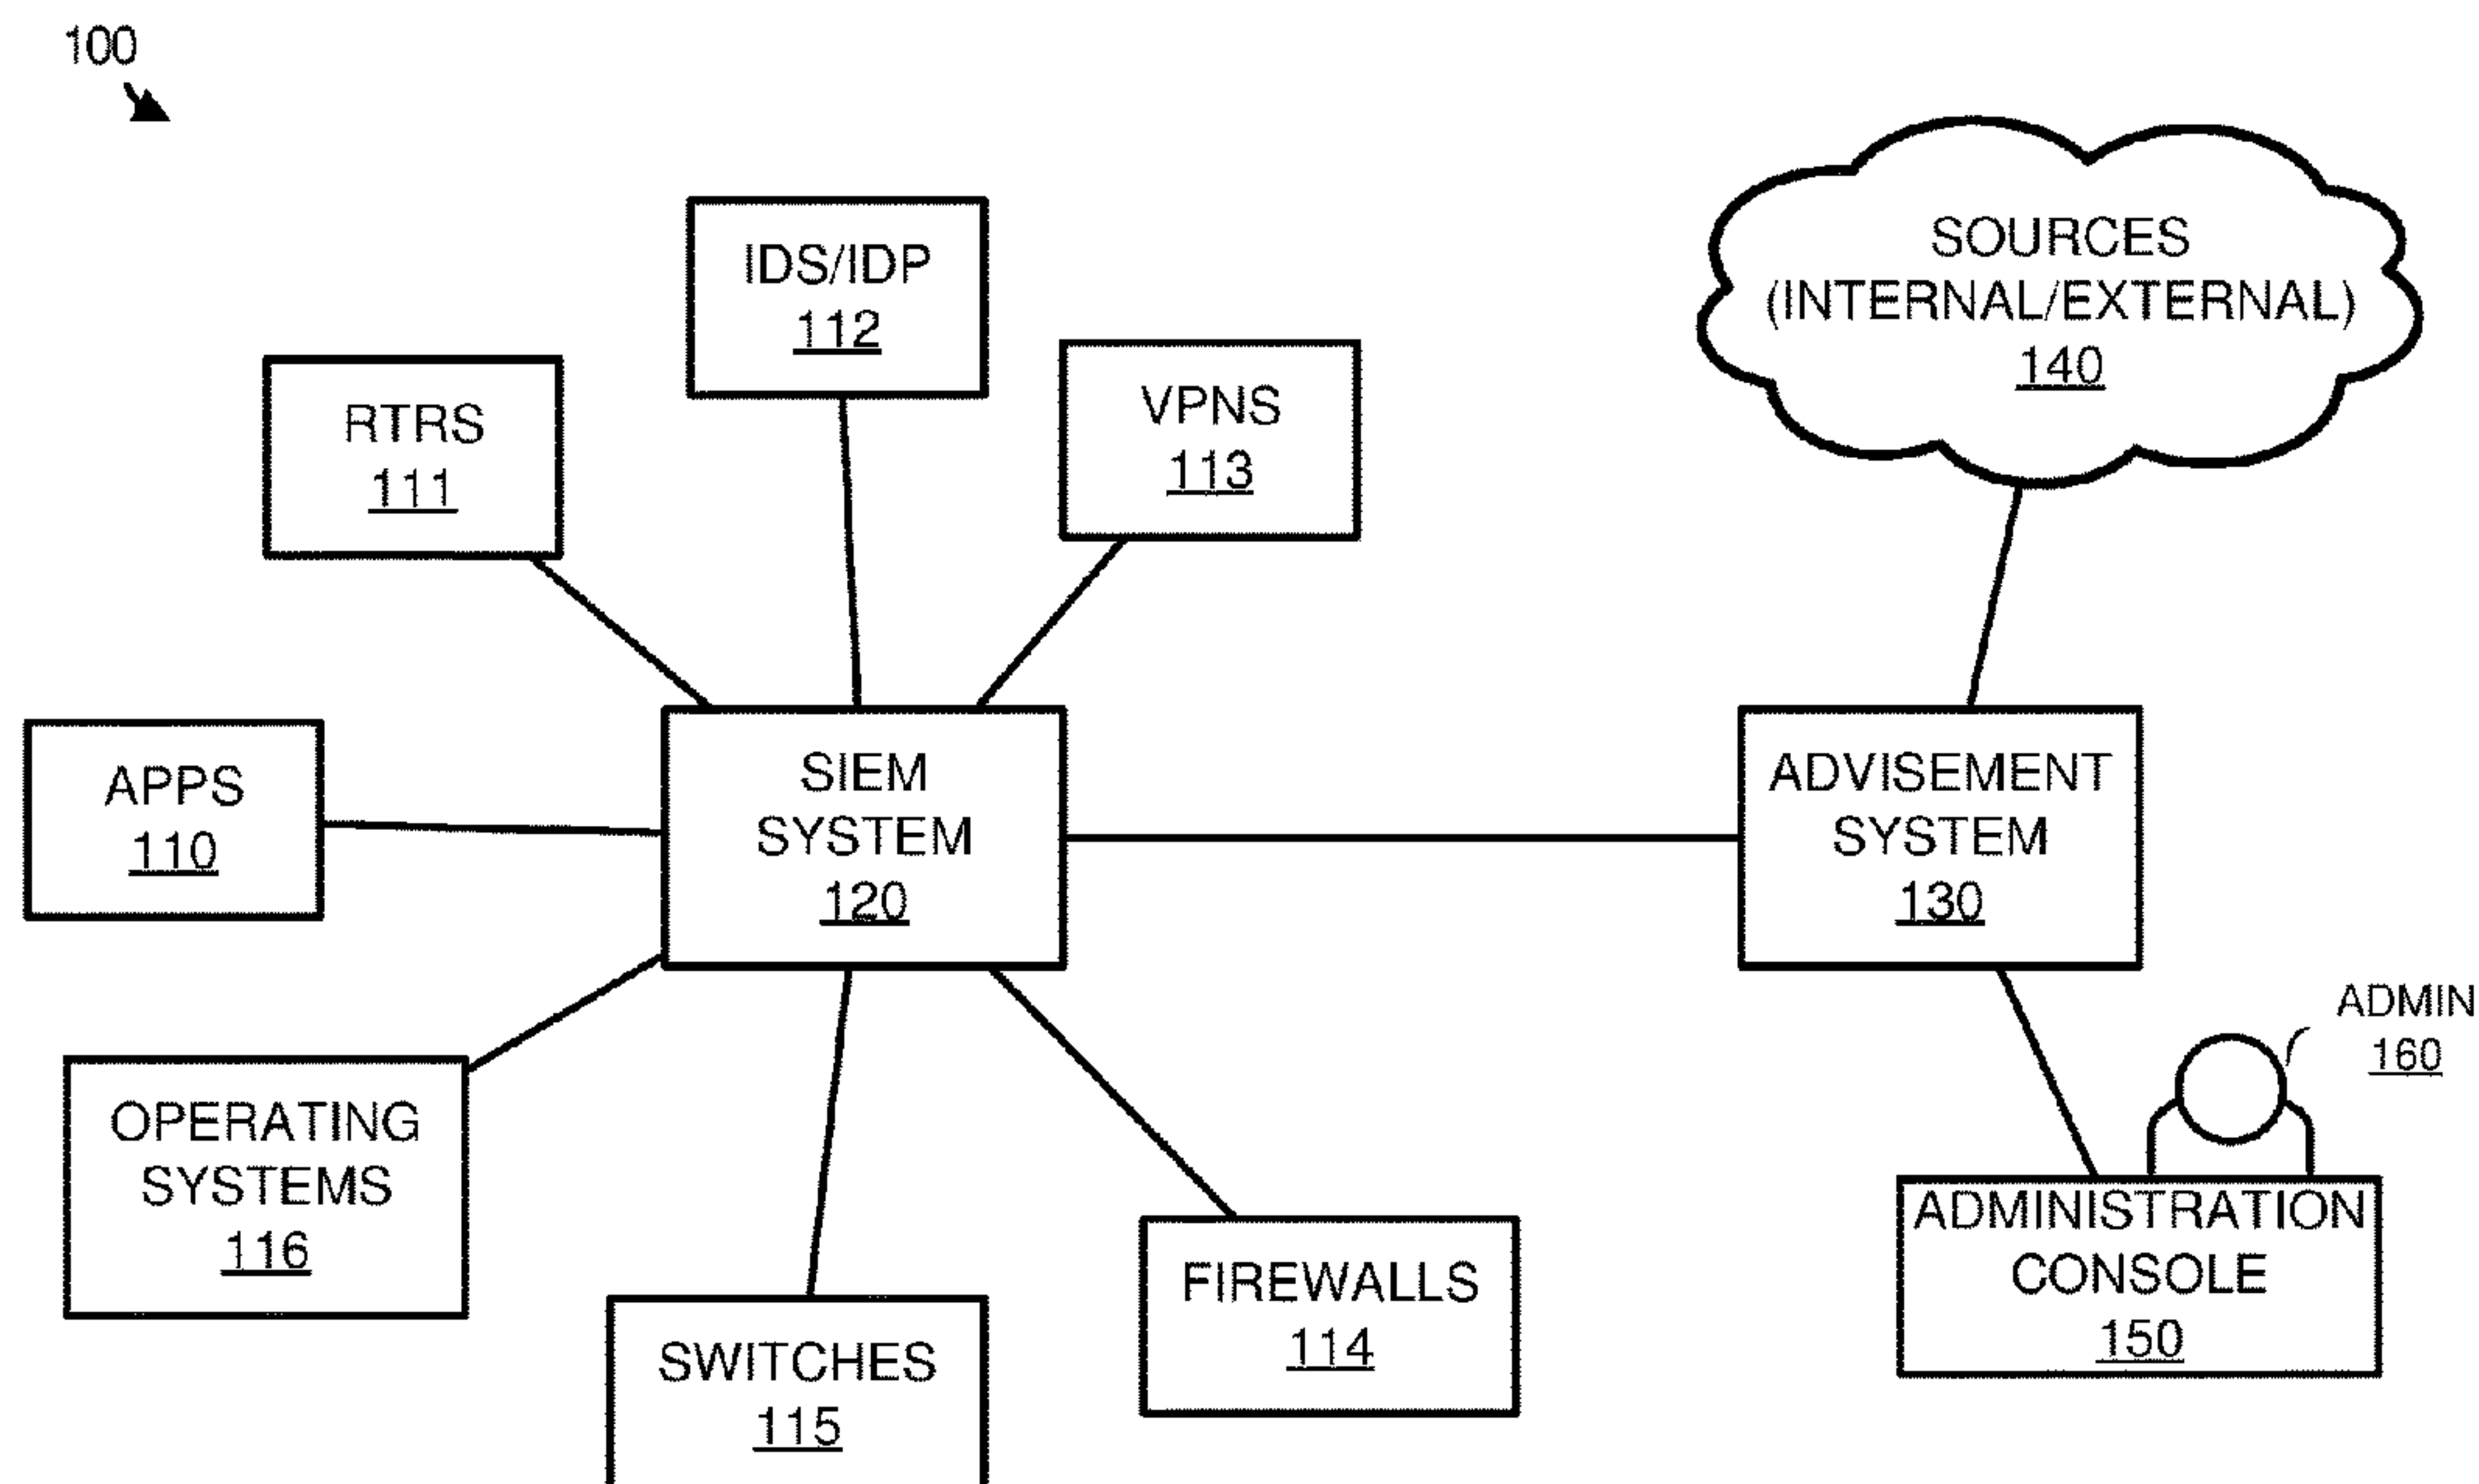 100
IDS/IDP
112
SOURCES
(INTERNAL/EXTERNAL)
140
RTRS
111
VPNS
113
APPS
110
SIEM
SYSTEM
120
ADVISEMENT
SYSTEM
130
ADMIN
160
OPERATING
SYSTEMS
116
ADMINISTRATION
CONSOLE
150
FIREWALLS
114
SWITCHES
115